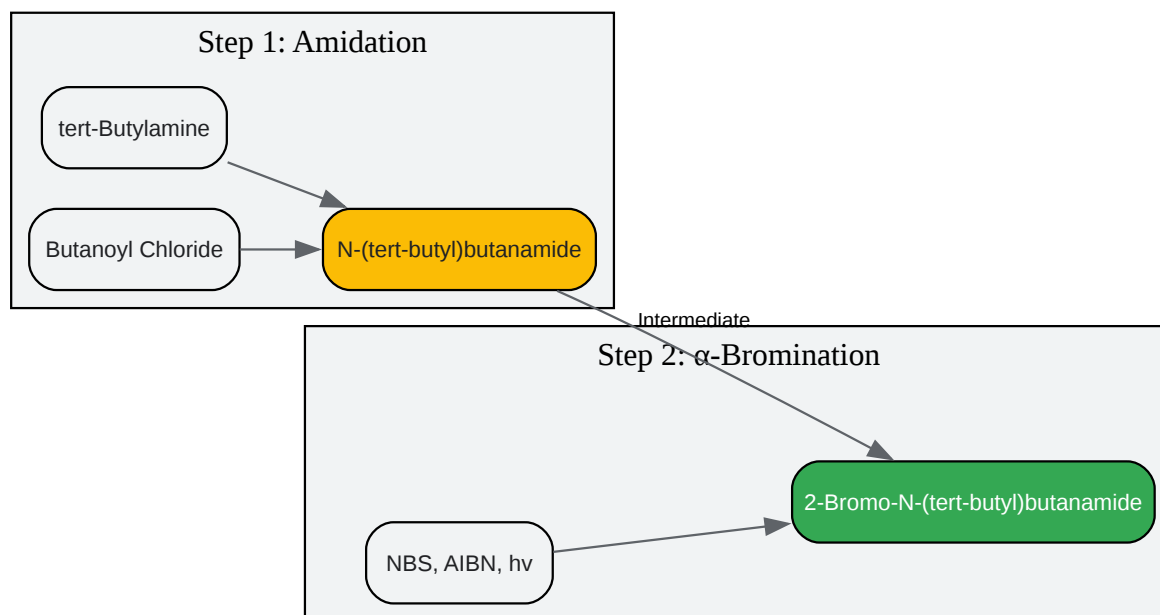 Step 1: Amidation
tert-Butylamine
Butanoyl Chloride
N-(tert-butyl)butanamide
Intermediate
Step 2: α-Bromination
2-Bromo-N-(tert-butyl)butanamide
NBS, AIBN, hv